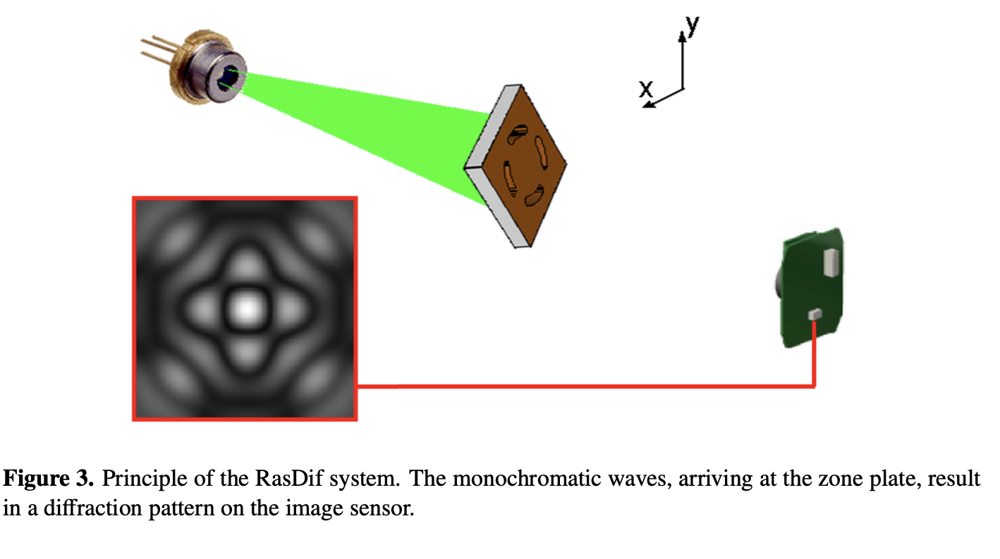 y
x
Figure 3. Principle of the RasDif system. The monochromatic waves, arriving at the zone plate, result
in a diffraction pattern on the image sensor.